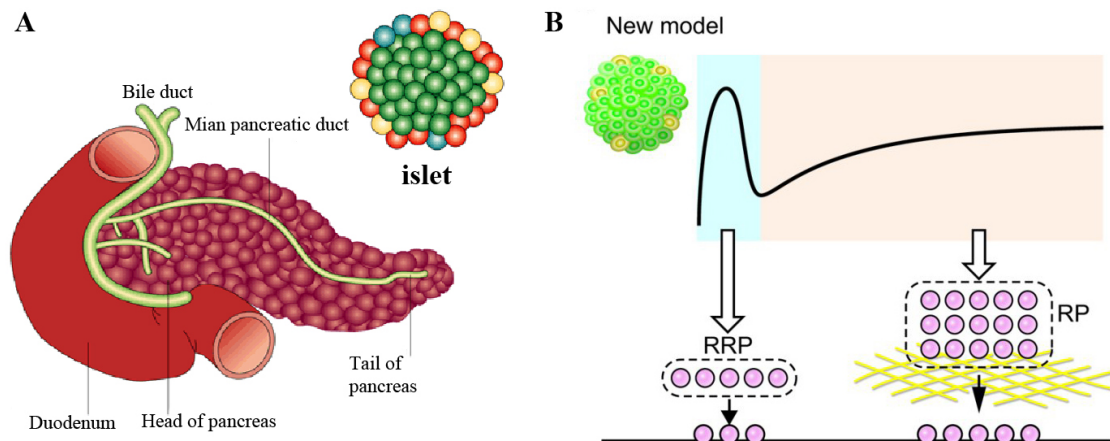 A
Bile duct
Mian pancreatic duct
islet
Tail of
pancreas
Duodenum
Head of pancreas
B
New model
RRP
RP